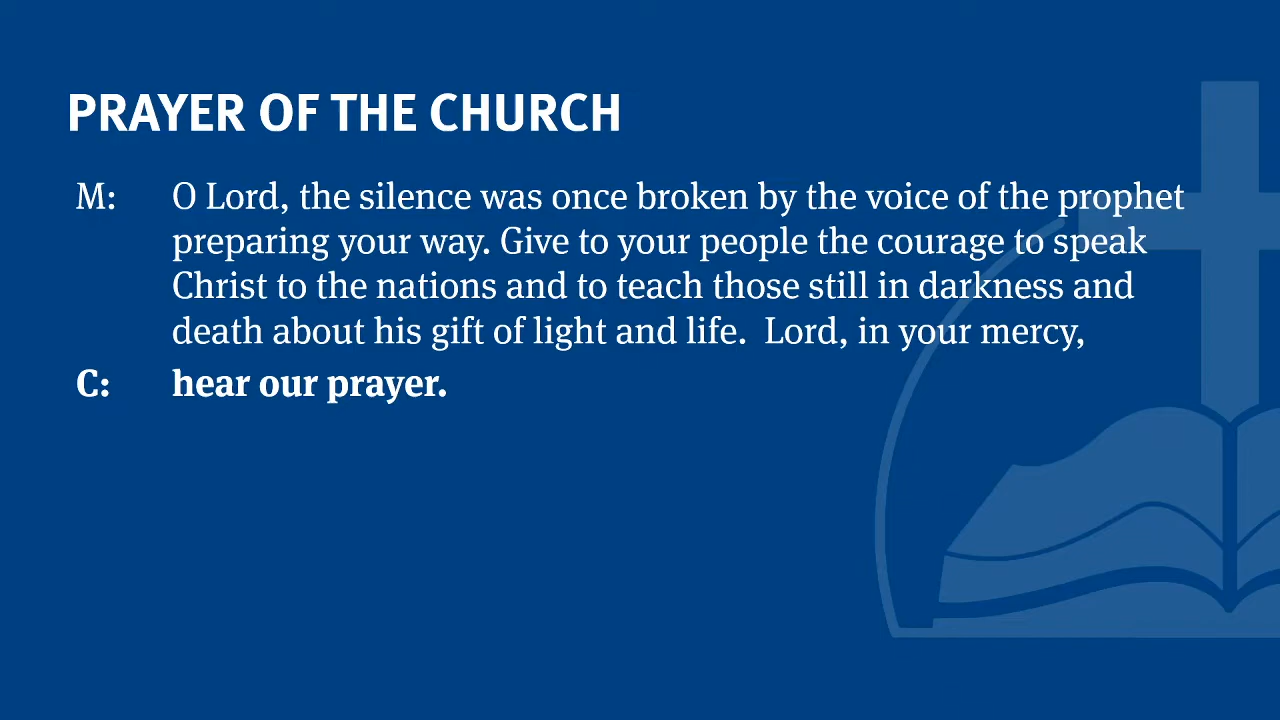 PRAYER OF THE CHURCH
M: O Lord, the silence was once broken by the voice of the prophet
preparing your way. Give to your people the courage to speak
Christ to the nations and to teach those still in darkness and
death about his gift of light and life.  Lord, in your mercy,
C: hear our prayer.